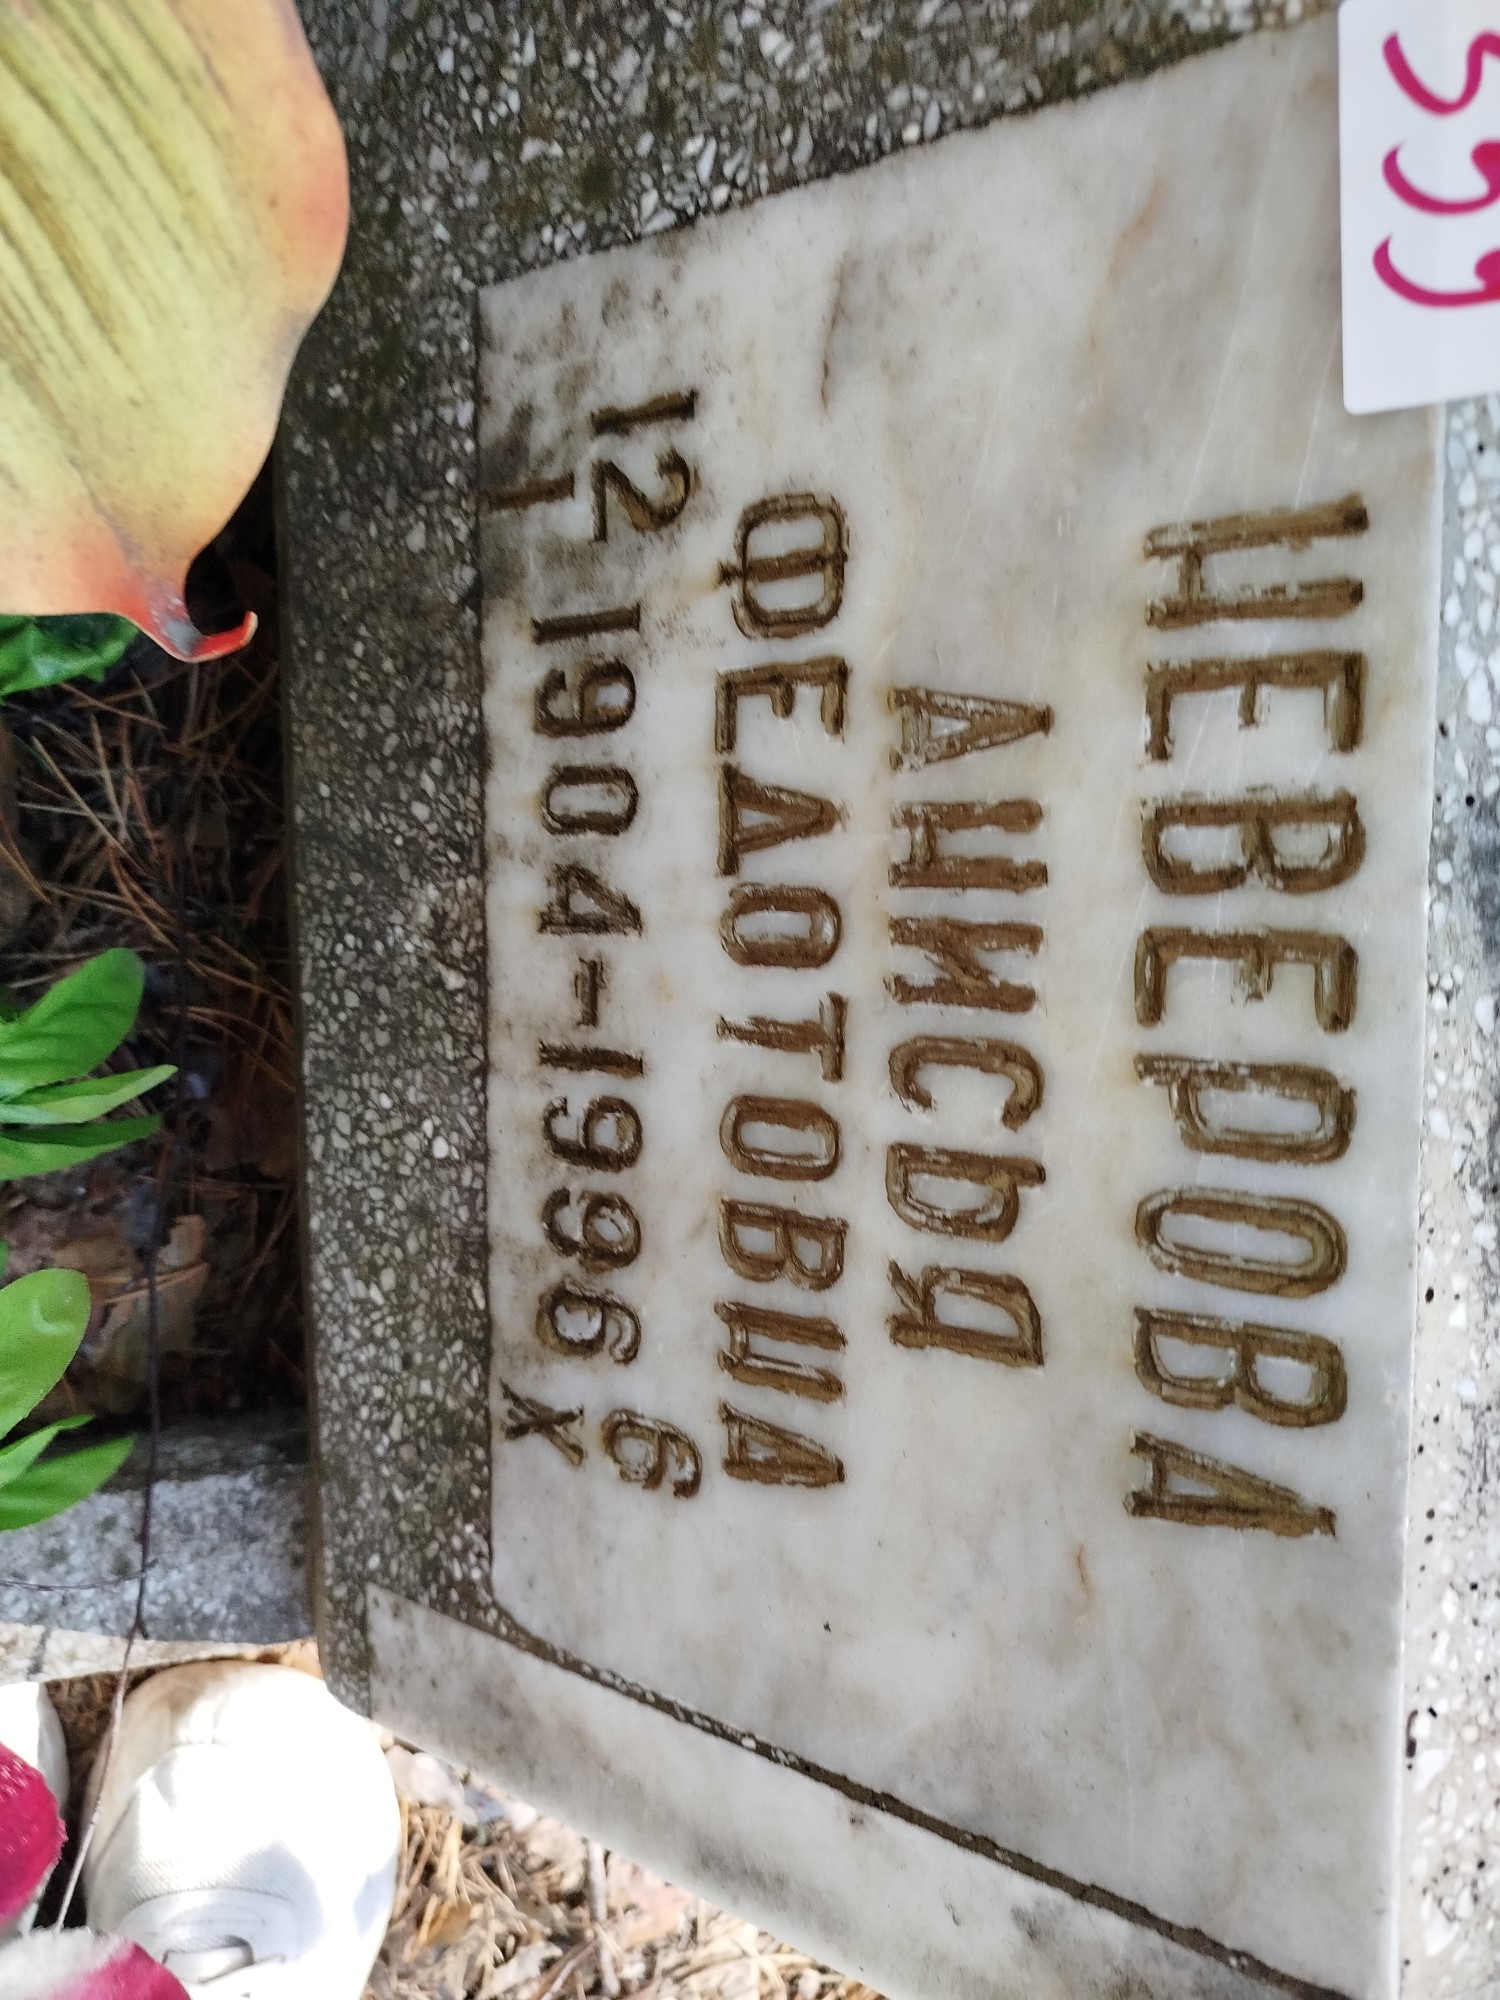 НЕВЕРОВА
АНИСЬЯ
ФЕДОТОВНА
12 1904-1996 6
I X